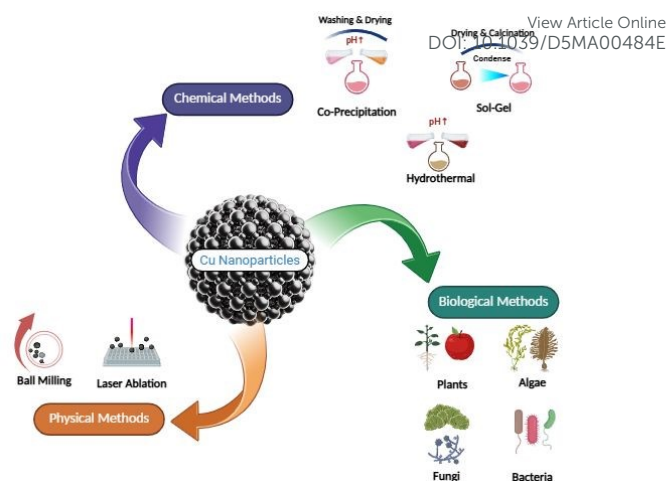 View Article Online
DOI: 10.1039/D5MA00484E
Washing & Drying
pH↑
Co-Precipitation
Drying & Calcination
Condense
Sol-Gel
pH↑
Hydrothermal
Chemical Methods
Cu Nanoparticles
Biological Methods
Plants
Algae
Fungi
Bacteria
Ball Milling
Laser Ablation
Physical Methods